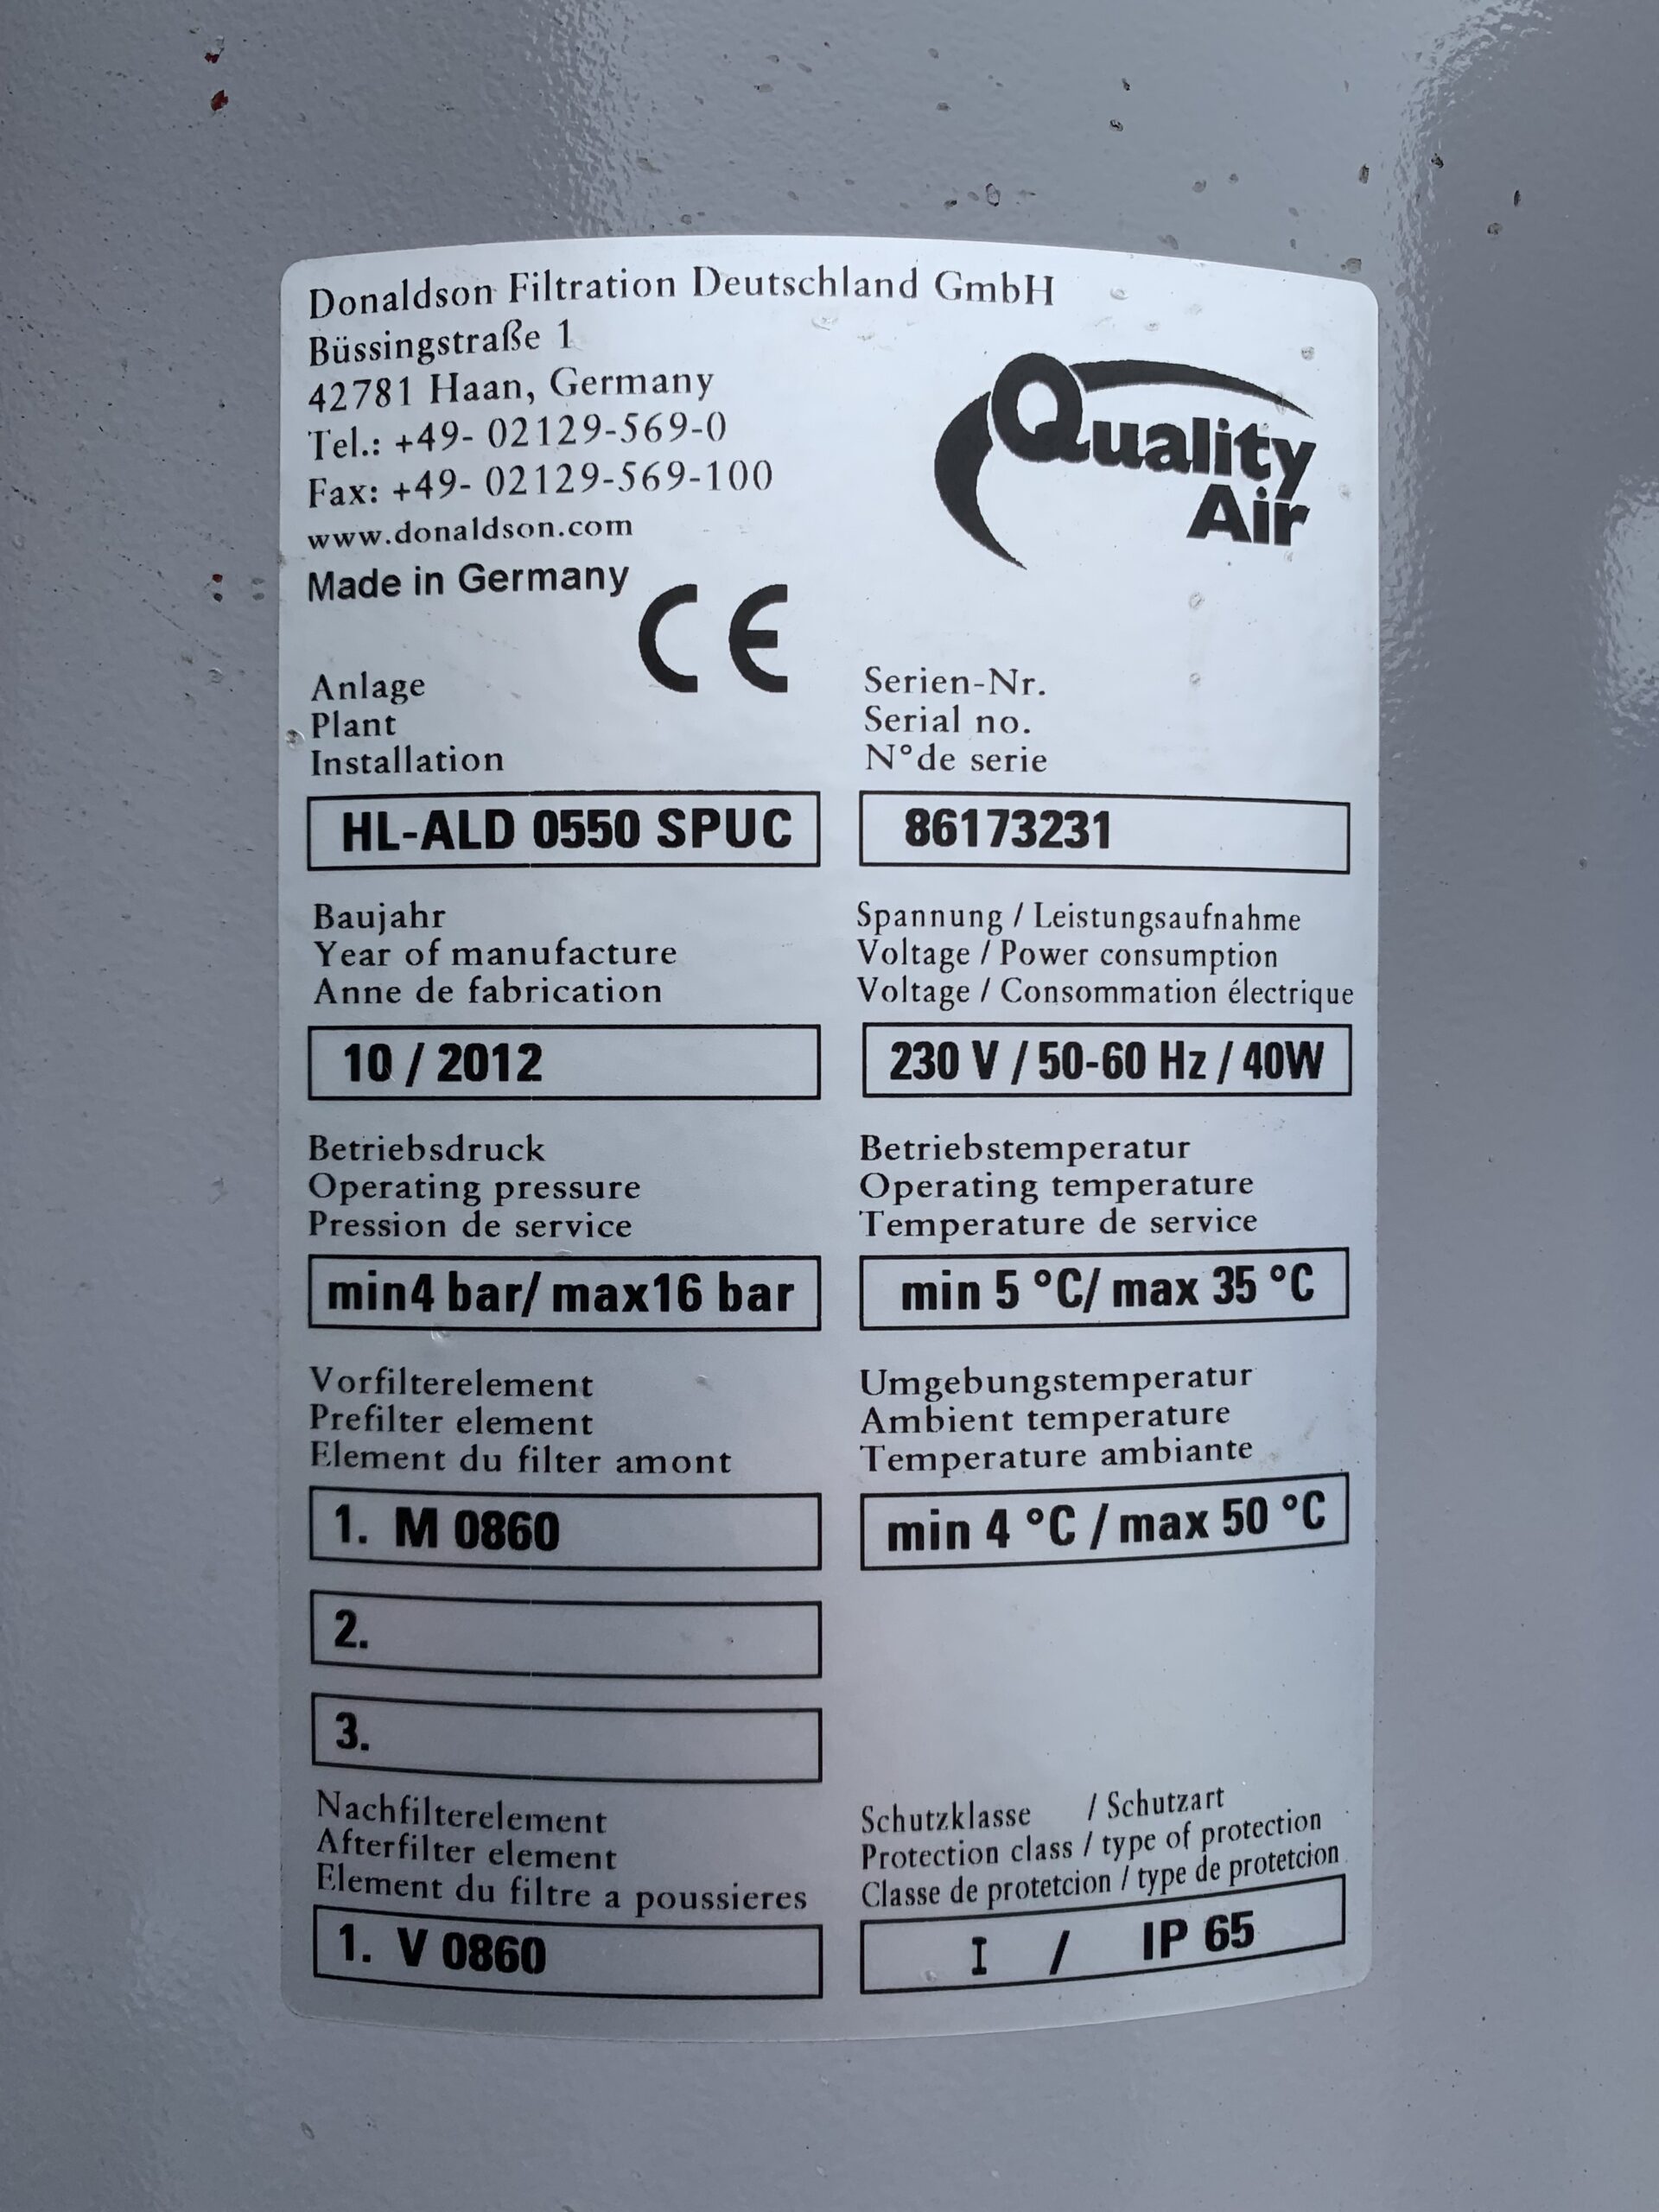 Donaldson Filtration Deutschland GmbH
Büssingstraße 1
42781 Haan, Germany
Tel.: +49- 02129-569-0
Fax: +49- 02129-569-100
www.donaldson.com
Made in Germany
CE
Quality
Air
Anlage
Plant
Installation
HL-ALD 0550 SPUC
Serien-Nr.
Serial no.
N°de serie
86173231
Baujahr
Year of manufacture
Anne de fabrication
10 / 2012
Spannung / Leistungsaufnahme
Voltage / Power consumption
Voltage / Consommation électrique
230 V / 50-60 Hz / 40W
Betriebsdruck
Operating pressure
Pression de service
min4 bar/ max16 bar
Betriebstemperatur
Operating temperature
Temperature de service
min 5 °C/ max 35 °C
Vorfilterelement
Prefilter element
Element du filter amont
1. M 0860
2.
3.
Umgebungstemperatur
Ambient temperature
Temperature ambiante
min 4 °C / max 50 °C
Nachfilterelement
Afterfilter element
Element du filtre a poussieres
1. V 0860
Schutzklasse / Schutzart
Protection class / type of protection
Classe de protetcion / type de protetcion
I / IP 65